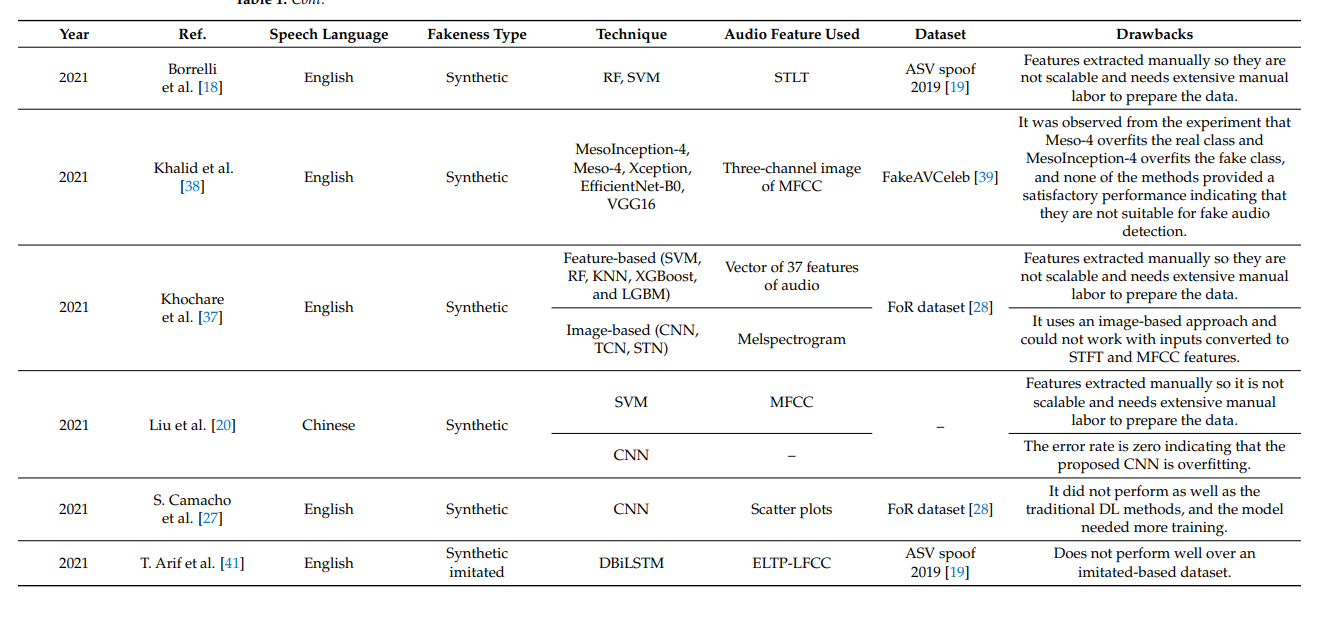 Table 1. Cont.
Year Ref. Speech Language Fakeness Type Technique Audio Feature Used Dataset Drawbacks
2021
Borrelli
et al. [18]
English
Synthetic
RF, SVM
STLT
ASV spoof
2019 [19]
Features extracted manually so they are
not scalable and needs extensive manual
labor to prepare the data.
2021
Khalid et al.
[38]
English
Synthetic
MesoInception-4,
Meso-4, Xception,
EfficientNet-B0,
VGG16
Three-channel image
of MFCC
FakeAVCeleb [39]
It was observed from the experiment that
Meso-4 overfits the real class and
MesoInception-4 overfits the fake class,
and none of the methods provided a
satisfactory performance indicating that
they are not suitable for fake audio
detection.
2021
Khochare
et al. [37]
English
Synthetic
Feature-based (SVM,
RF, KNN, XGBoost,
and LGBM)
Vector of 37 features
of audio
FoR dataset [28]
Features extracted manually so they are
not scalable and needs extensive manual
labor to prepare the data.
Image-based (CNN,
TCN, STN)
Melspectrogram
It uses an image-based approach and
could not work with inputs converted to
STFT and MFCC features.
2021
Liu et al. [20]
Chinese
Synthetic
SVM
MFCC
–
Features extracted manually so it is not
scalable and needs extensive manual
labor to prepare the data.
CNN
–
The error rate is zero indicating that the
proposed CNN is overfitting.
2021
S. Camacho
et al. [27]
English
Synthetic
CNN
Scatter plots
FoR dataset [28]
It did not perform as well as the
traditional DL methods, and the model
needed more training.
2021
T. Arif et al. [41]
English
Synthetic
imitated
DBiLSTM
ELTP-LFCC
ASV spoof
2019 [19]
Does not perform well over an
imitated-based dataset.